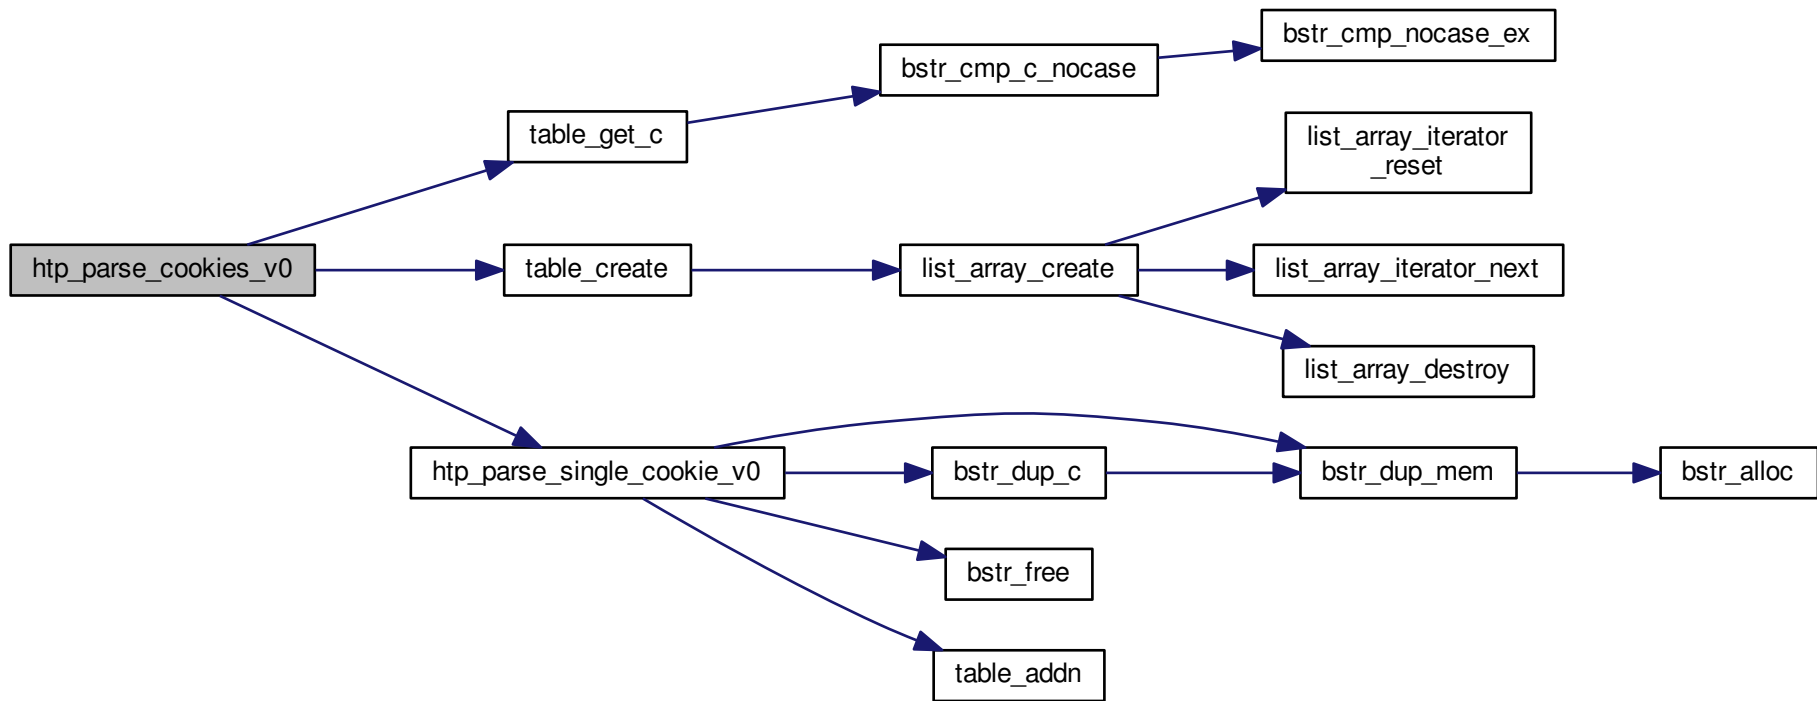 bstr_cmp_nocase_ex
bstr_cmp_c_nocase
table_get_c
list_array_iterator
_reset
htp_parse_cookies_v0
table_create
list_array_create
list_array_iterator_next
list_array_destroy
htp_parse_single_cookie_v0
bstr_dup_c
bstr_dup_mem
bstr_alloc
bstr_free
table_addn